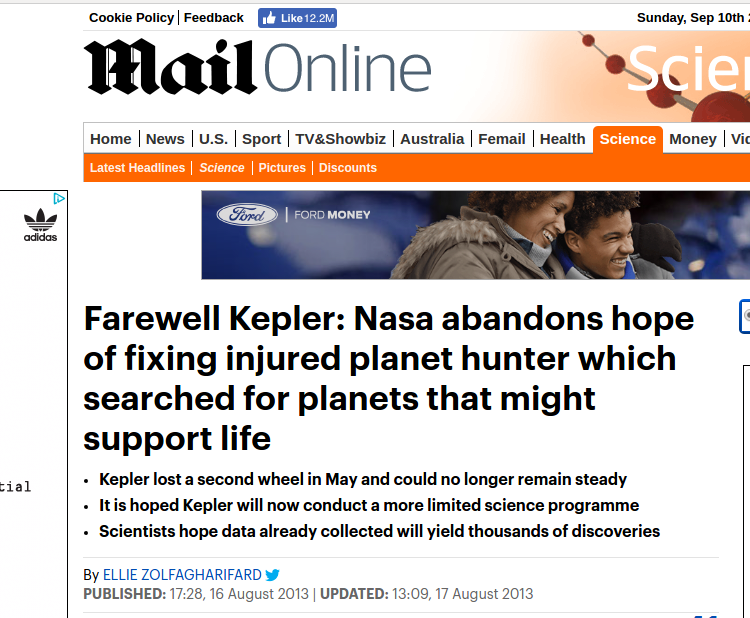 Cookie Policy Feedback Like 12.2M Sunday, Sep 10th
Mail Online
Home News U.S. Sport TV&Showbiz Australia Femail Health Science Money
Latest Headlines Science Pictures Discounts
adidas
Ford FORD MONEY
Farewell Kepler: Nasa abandons hope
of fixing injured planet hunter which
searched for planets that might
support life
• Kepler lost a second wheel in May and could no longer remain steady
tial
• It is hoped Kepler will now conduct a more limited science programme
• Scientists hope data already collected will yield thousands of discoveries
By ELLIE ZOLFAGHARIFARD
PUBLISHED: 17:28, 16 August 2013 | UPDATED: 13:09, 17 August 2013